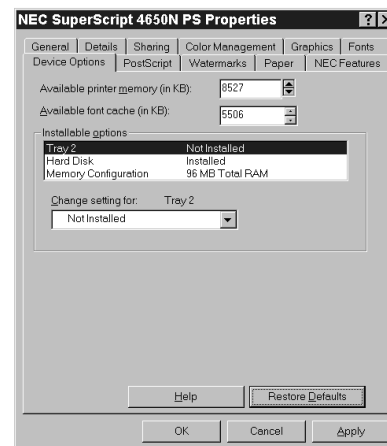 NEC SuperScript 4650N PS Properties
General Details Sharing Color Management Graphics Fonts
Device Options PostScript Watermarks Paper NEC Features
Available printer memory (in KB): 8527
Available font cache (in KB): 5506
Installable options
Tray 2 Not Installed
Hard Disk Installed
Memory Configuration 96 MB Total RAM
Change setting for: Tray 2
Not Installed
Help Restore Defaults
OK Cancel Apply